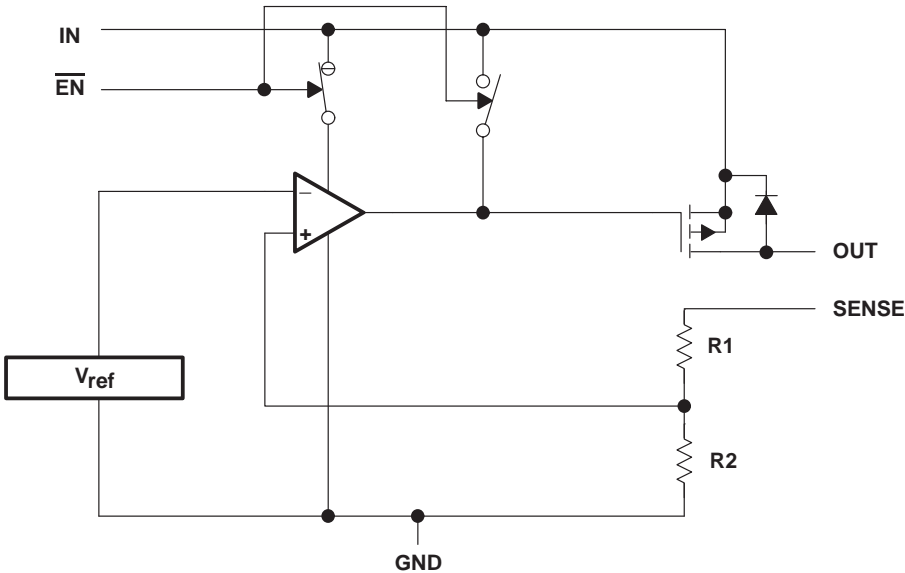 IN
EN
−
+
OUT
SENSE
R1
Vref
R2
GND